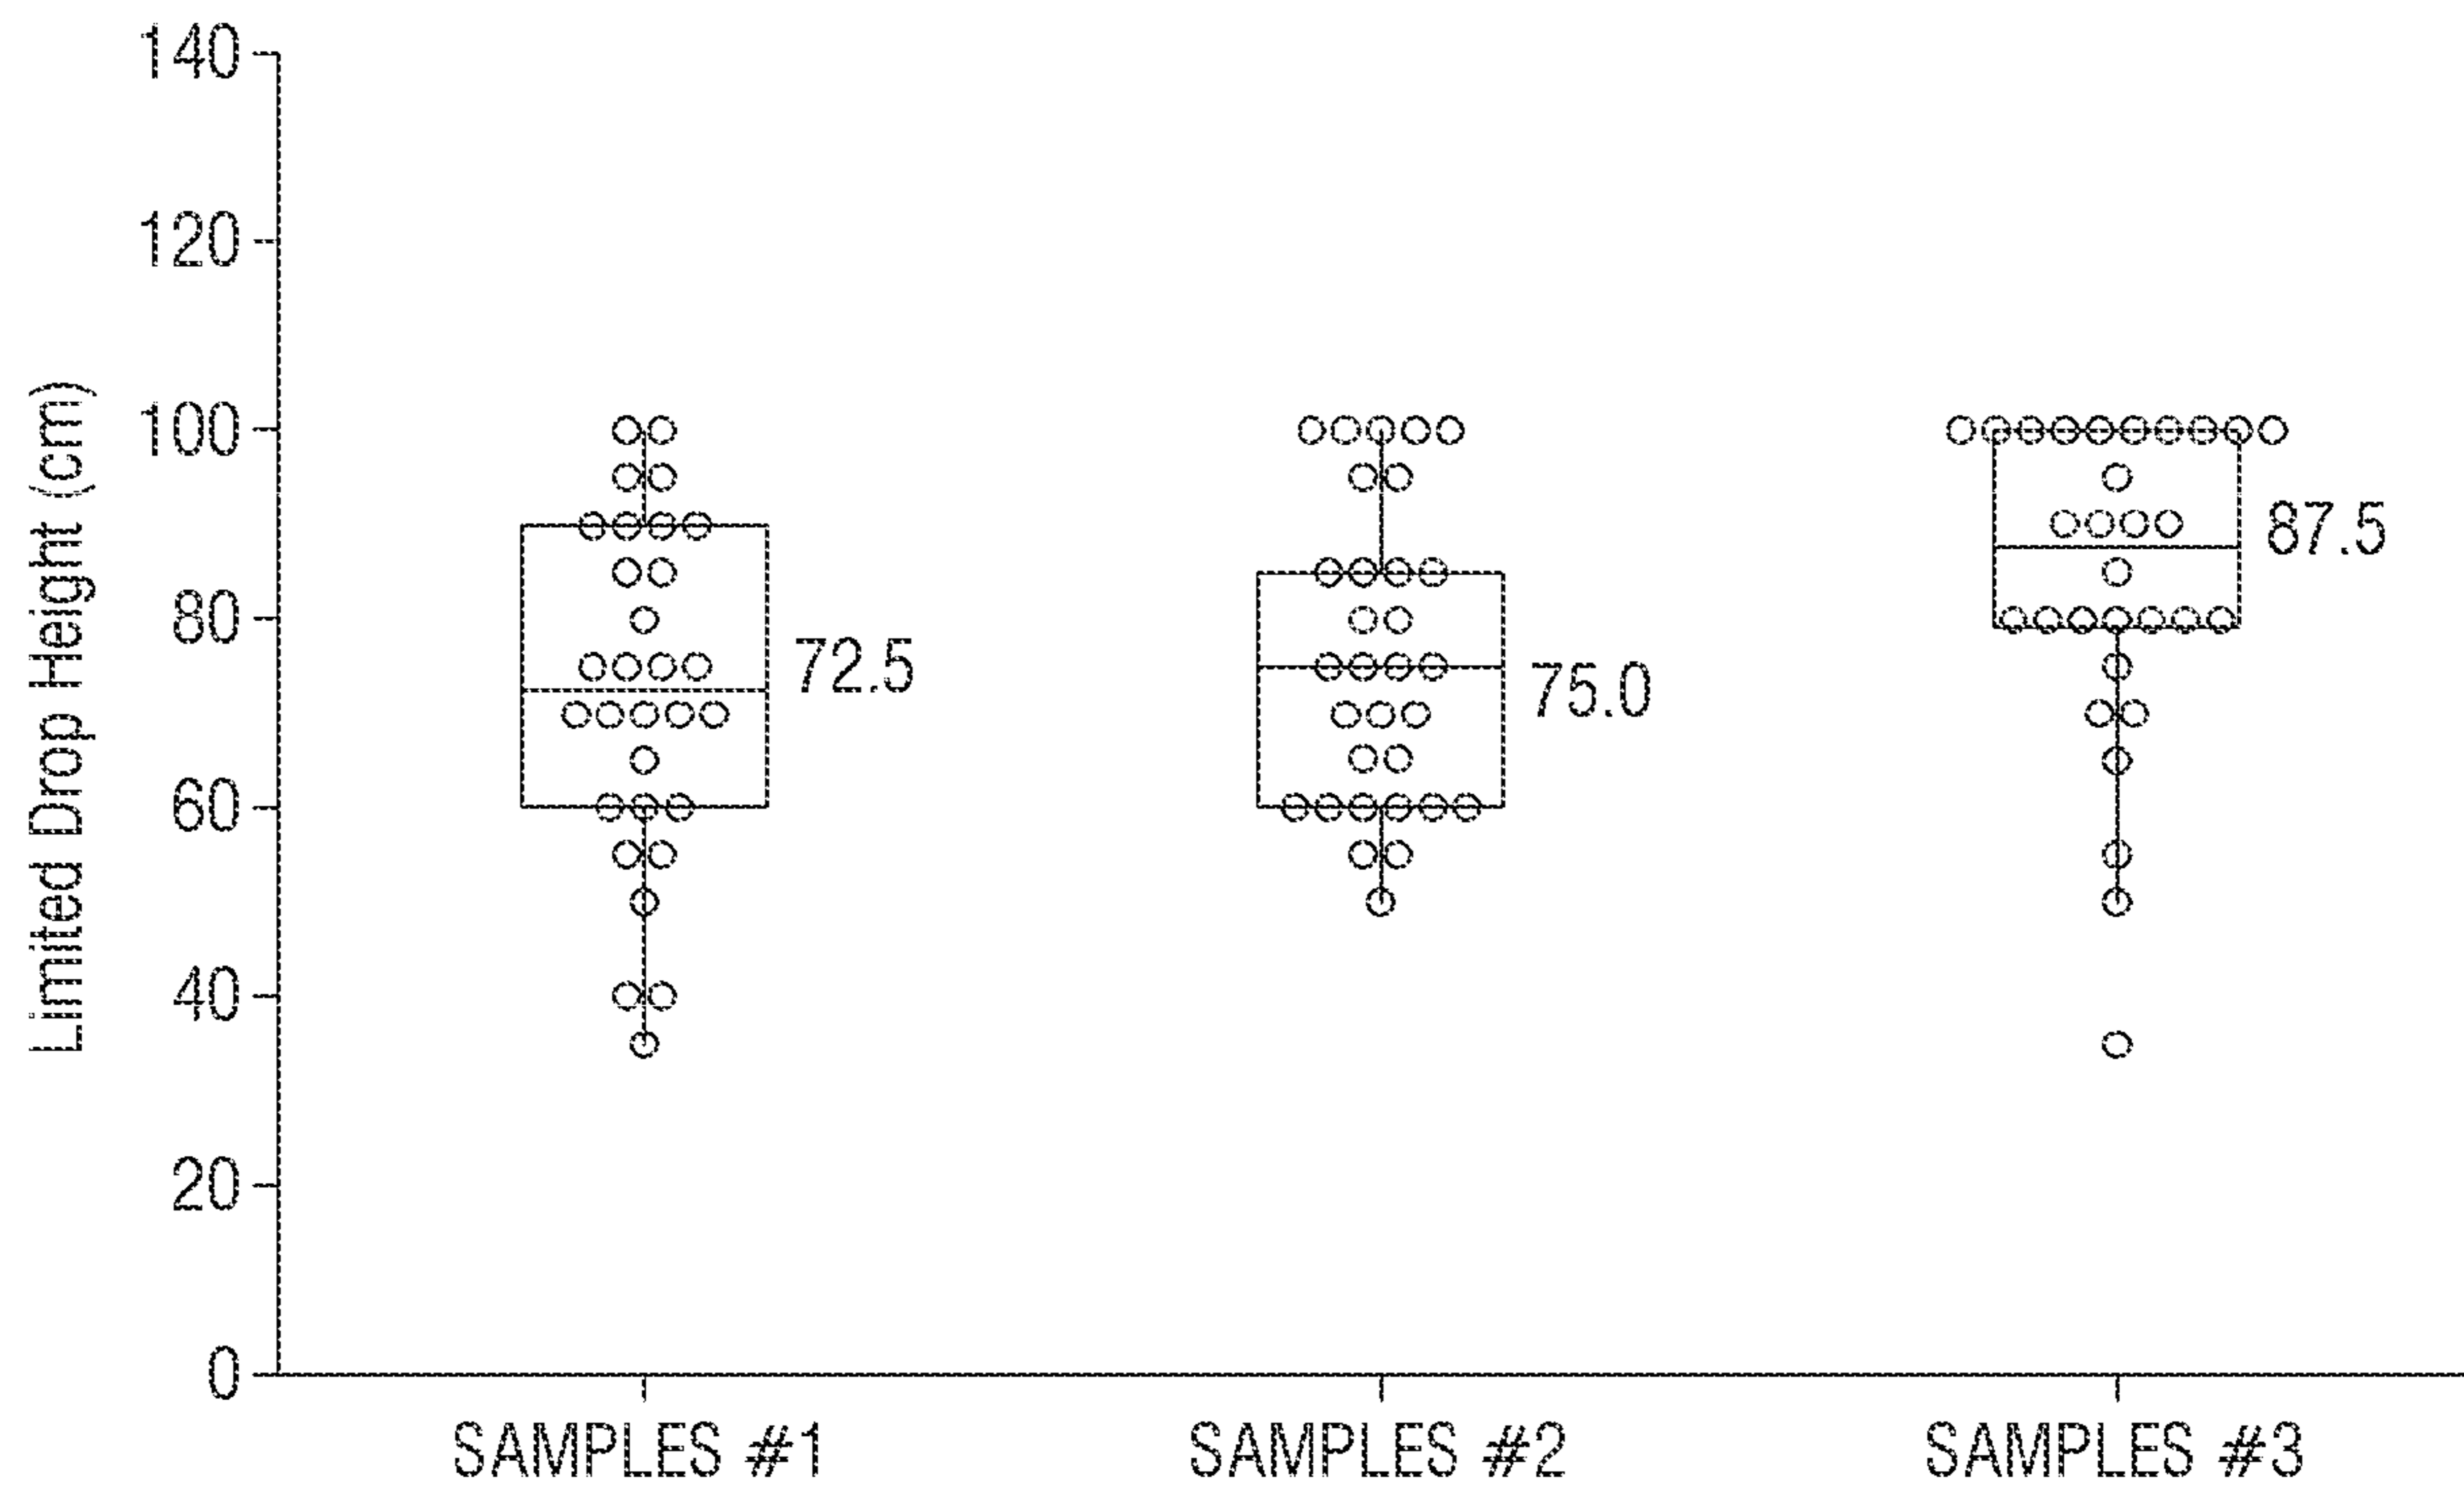 Limited Drop Height (cm)
140
120
100
80
60
40
20
0
72.5
75.0
87.5
SAMPLES #1
SAMPLES #2
SAMPLES #3